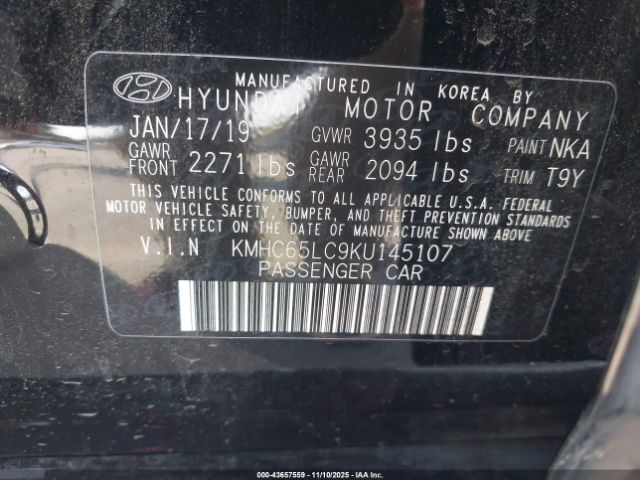 MANUFACTURED IN KOREA BY
HYUNDAI MOTOR COMPANY
JAN/17/19 GVWR 3935 lbs PAINT NKA
GAWR FRONT 2271 lbs GAWR REAR 2094 lbs TRIM T9Y
THIS VEHICLE CONFORMS TO ALL APPLICABLE U.S.A. FEDERAL
MOTOR VEHICLE SAFETY, BUMPER, AND THEFT PREVENTION
STANDARDS IN EFFECT ON THE DATE OF MANUFACTURE SHOWN ABOVE
V.I.N KMHC65LC9KU145107
PASSENGER CAR
000-43657559 — 11/10/2025 — IAA Inc.